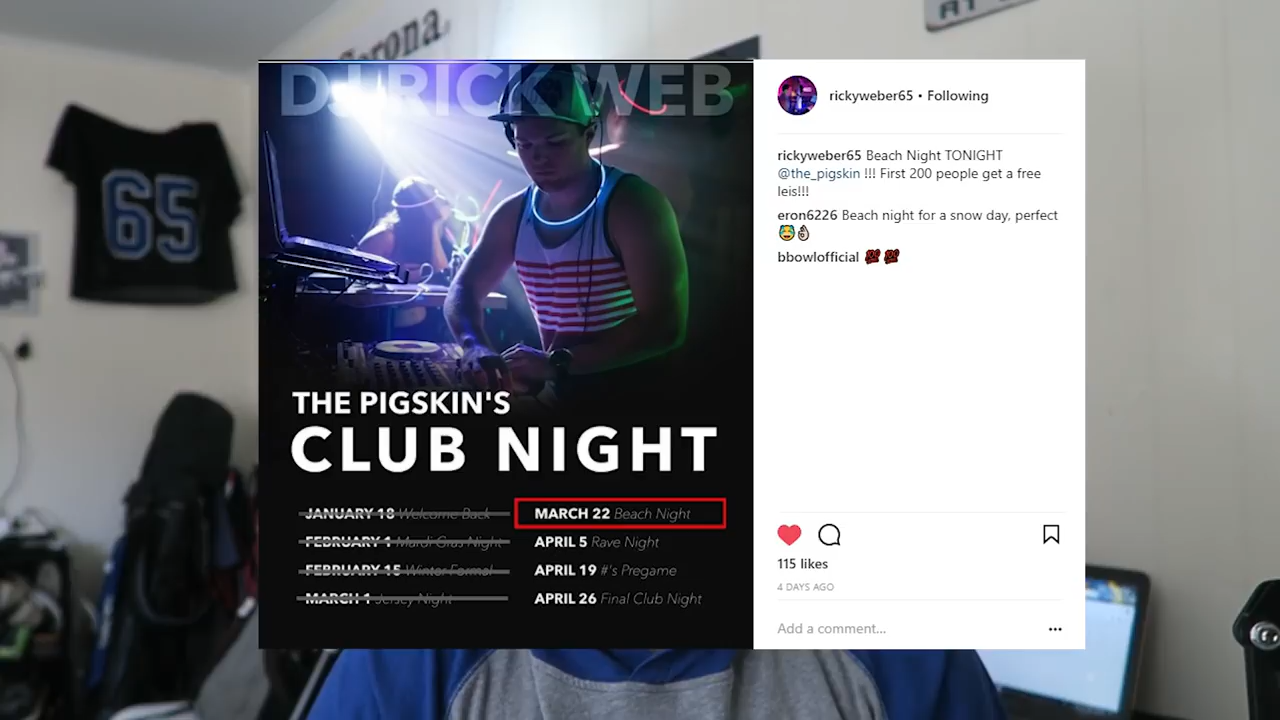 Corona.
65
DJ RICK WEB
THE PIGSKIN'S
CLUB NIGHT
JANUARY 18 Welcome Back
FEBRUARY 1 Mardi Gras Night
FEBRUARY 15 Winter Formal
MARCH 1 Jersey Night
MARCH 22 Beach Night
APRIL 5 Rave Night
APRIL 19 #'s Pregame
APRIL 26 Final Club Night
rickyweber65 • Following
rickyweber65 Beach Night TONIGHT
@the_pigskin !!! First 200 people get a free
leis!!!
eron6226 Beach night for a snow day, perfect
😰👌🏻
bbowlofficial 💯 💯
115 likes
4 DAYS AGO
Add a comment...